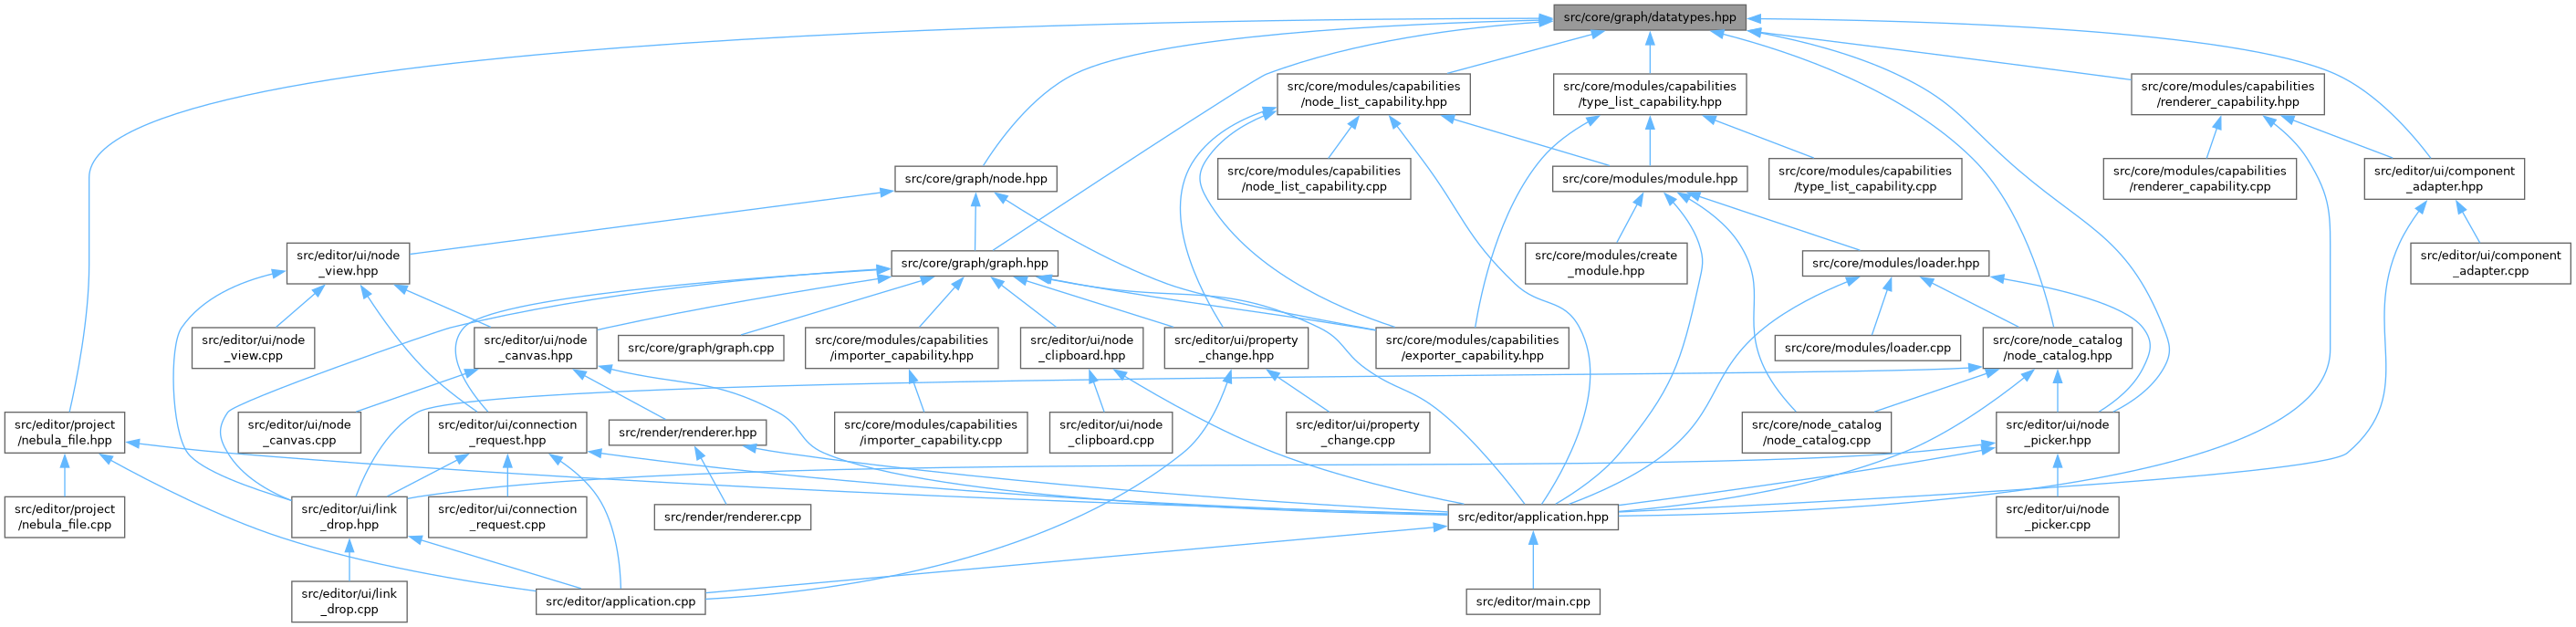 src/core/graph/datatypes.hpp
src/core/modules/capabilities
/node_list_capability.hpp
src/core/modules/capabilities
/type_list_capability.hpp
src/core/modules/capabilities
/renderer_capability.hpp
src/core/graph/node.hpp
src/core/modules/capabilities
/node_list_capability.cpp
src/core/modules/module.hpp
src/core/modules/capabilities
/type_list_capability.cpp
src/core/modules/capabilities
/renderer_capability.cpp
src/editor/ui/component
_adapter.hpp
src/editor/ui/node
_view.hpp
src/core/graph/graph.hpp
src/core/modules/create
_module.hpp
src/core/modules/loader.hpp
src/editor/ui/component
_adapter.cpp
src/editor/ui/node
_view.cpp
src/editor/ui/node
_canvas.hpp
src/core/graph/graph.cpp
src/core/modules/capabilities
/importer_capability.hpp
src/editor/ui/node
_clipboard.hpp
src/editor/ui/property
_change.hpp
src/core/modules/capabilities
/exporter_capability.hpp
src/core/modules/loader.cpp
src/core/node_catalog
/node_catalog.hpp
src/editor/project
/nebula_file.hpp
src/editor/ui/node
_canvas.cpp
src/editor/ui/connection
_request.hpp
src/render/renderer.hpp
src/core/modules/capabilities
/importer_capability.cpp
src/editor/ui/node
_clipboard.cpp
src/editor/ui/property
_change.cpp
src/core/node_catalog
/node_catalog.cpp
src/editor/ui/node
_picker.hpp
src/editor/project
/nebula_file.cpp
src/editor/ui/link
_drop.hpp
src/editor/ui/connection
_request.cpp
src/render/renderer.cpp
src/editor/application.hpp
src/editor/ui/node
_picker.cpp
src/editor/ui/link
_drop.cpp
src/editor/application.cpp
src/editor/main.cpp